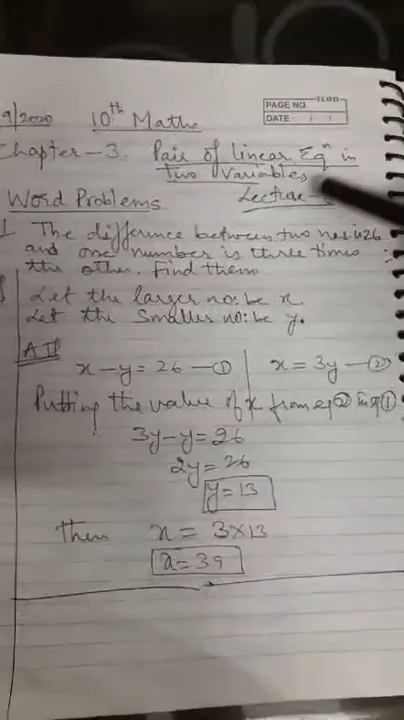 9/2020 10th Maths
PAGE NO.
DATE
Chapter-3. Pair of linear Eqn in
two Variables
Word Problems Lecture-
1 The difference between two nos is 26
and one number is three times
the other. Find them
Let the larger no: be x
Let the smaller no: be y.
x-y=26 —① x=3y—②
Putting the value of x from eq② in eq①
3y-y=26
2y=26
y=13
Then x = 3×13
x=39